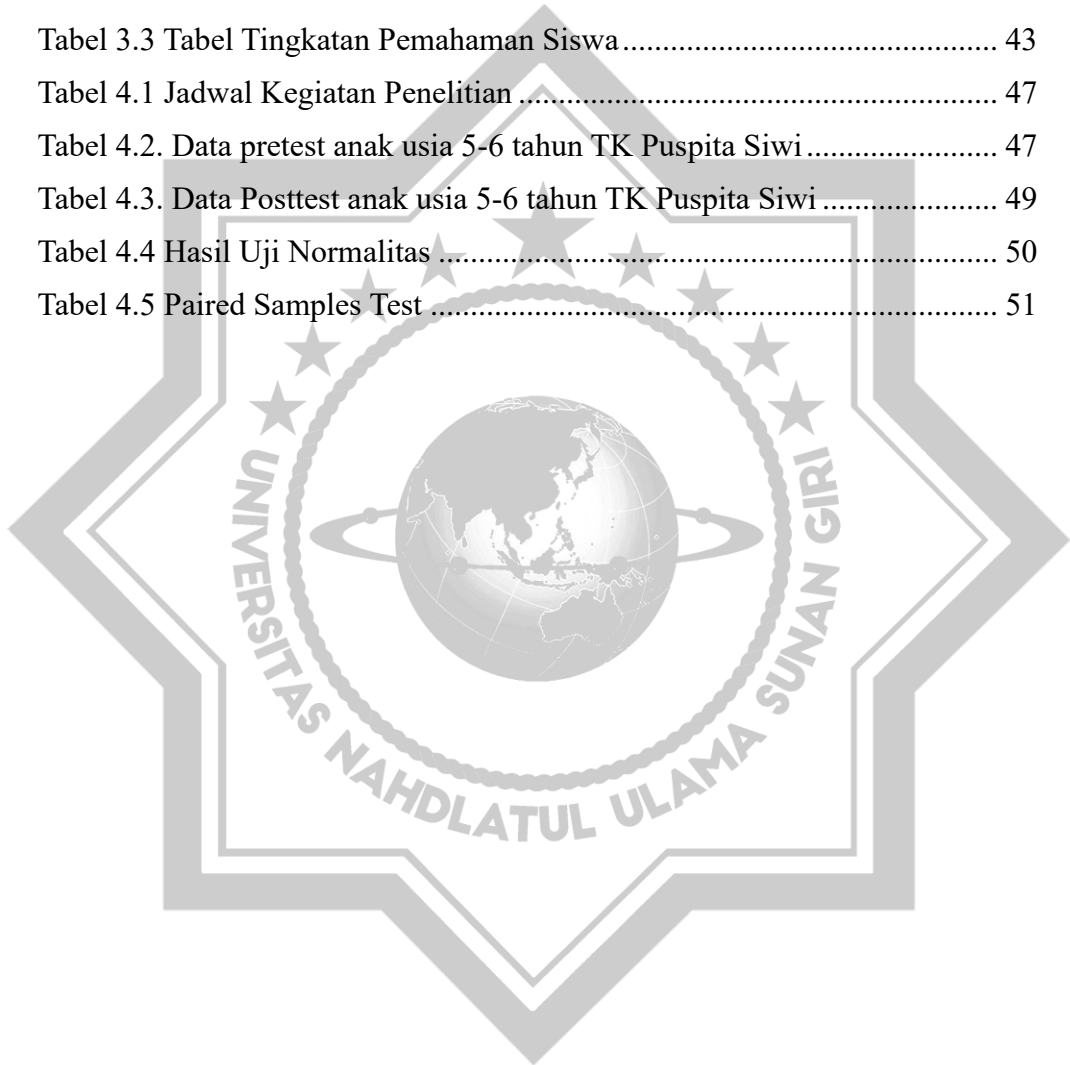 Tabel 3.3 Tabel Tingkatan Pemahaman Siswa............................................... 43
Tabel 4.1 Jadwal Kegiatan Penelitian............................................................ 47
Tabel 4.2. Data pretest anak usia 5-6 tahun TK Puspita Siwi........................ 47
Tabel 4.3. Data Posttest anak usia 5-6 tahun TK Puspita Siwi...................... 49
Tabel 4.4 Hasil Uji Normalitas...................................................................... 50
Tabel 4.5 Paired Samples Test....................................................................... 51
UNIVERSITAS NAHDLATUL ULAMA SUNAN GIRI